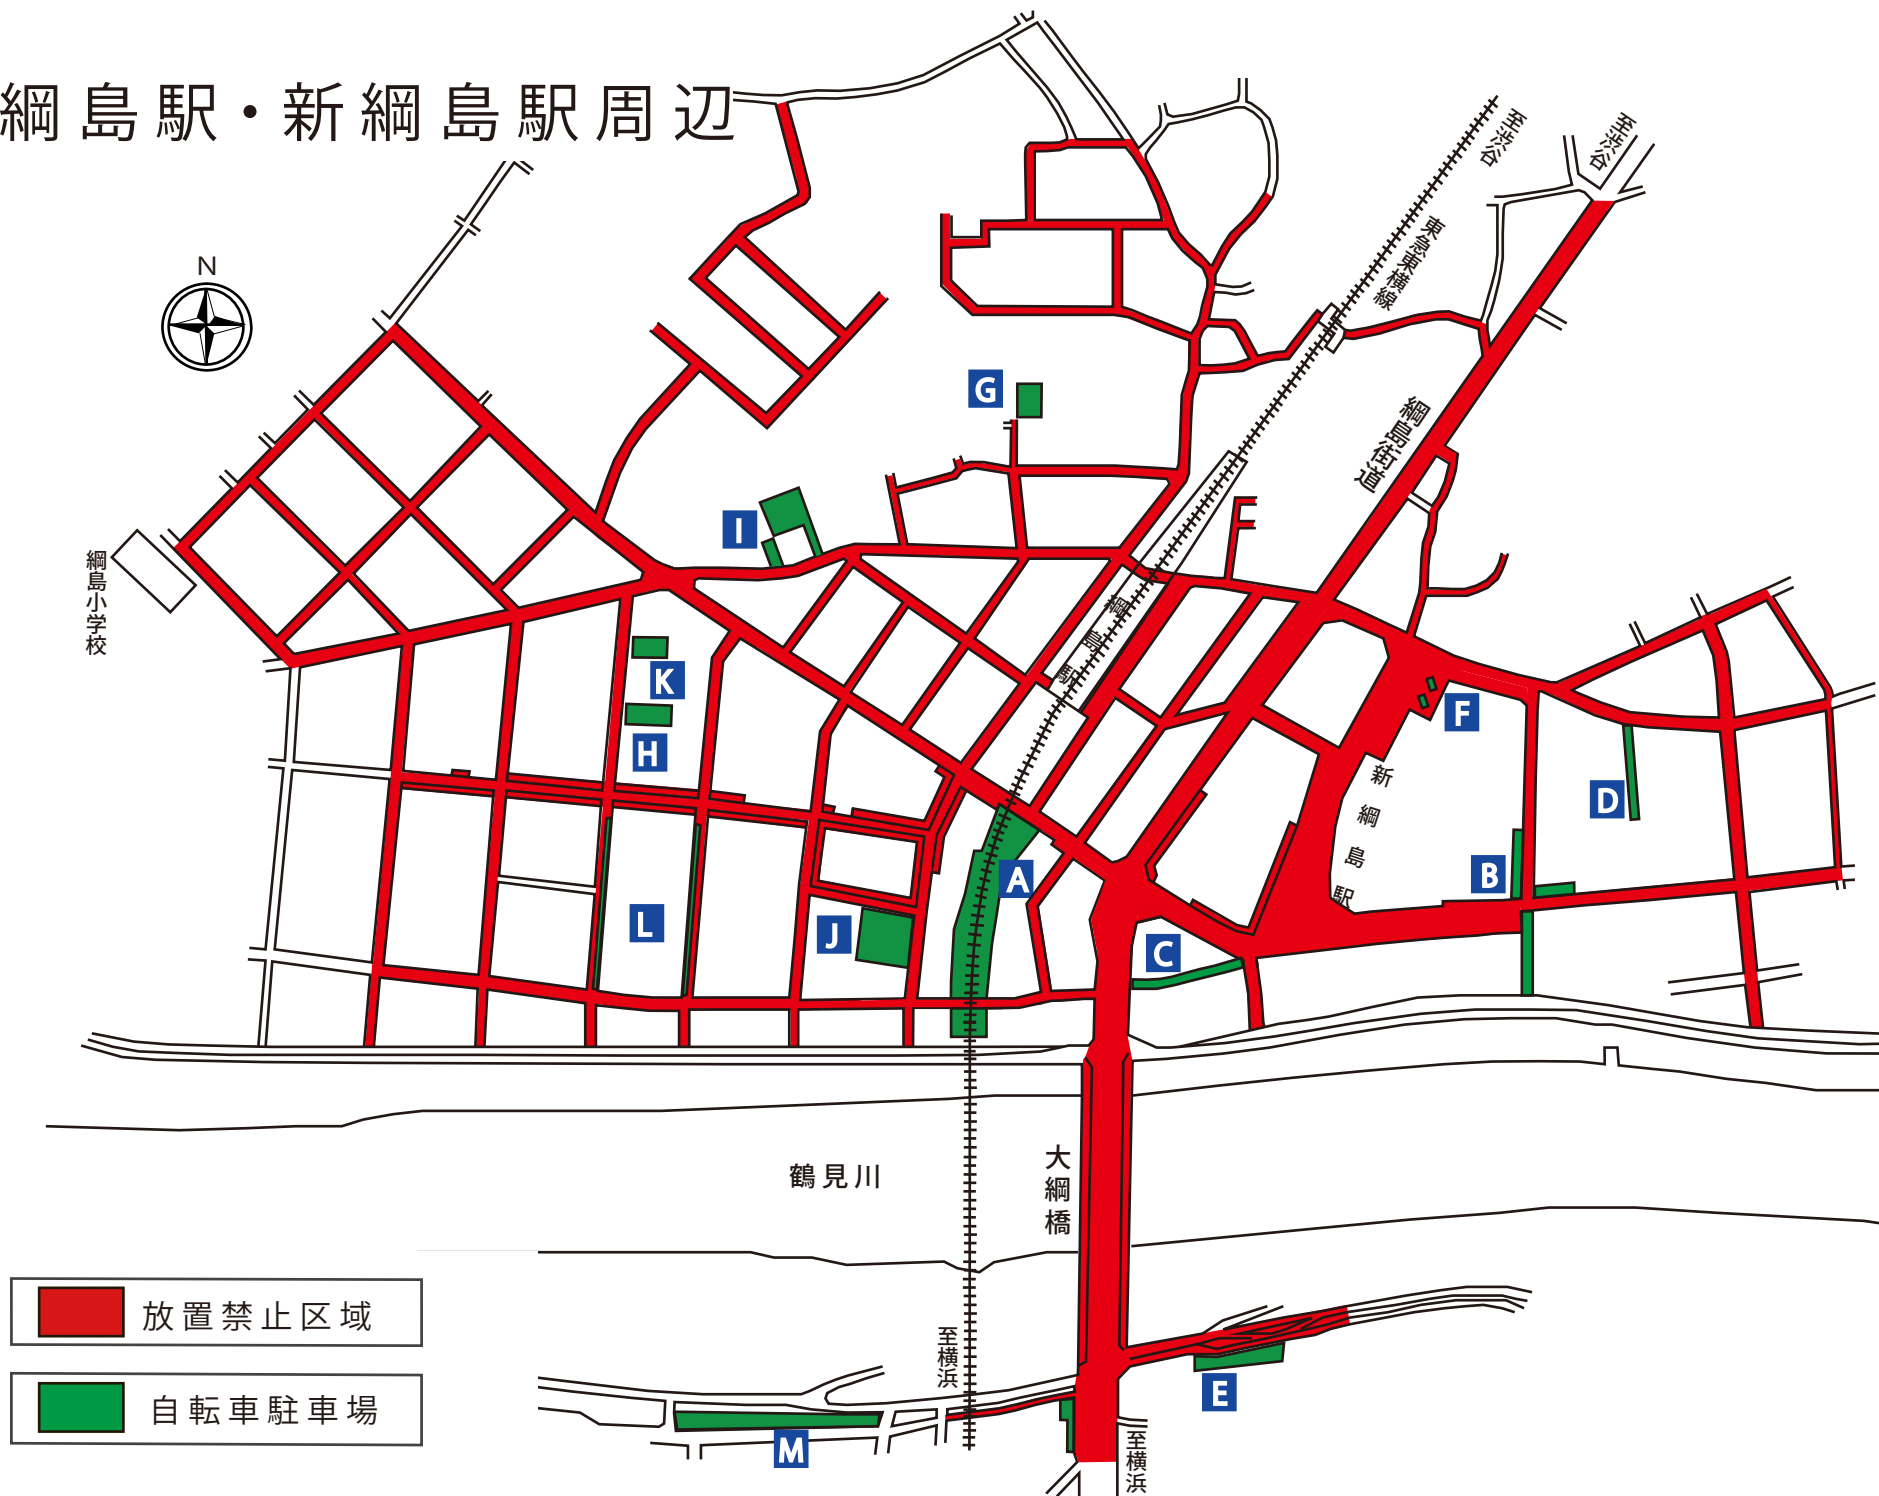 綱島駅・新綱島駅周辺
N
至渋谷
至渋谷
東急東横線
綱島街道
G
I
綱島小学校
綱島駅
K
H
F
D
新綱島駅
B
A
L
J
C
鶴見川
大綱橋
放置禁止区域
至横浜
自転車駐車場
E
M
至横浜